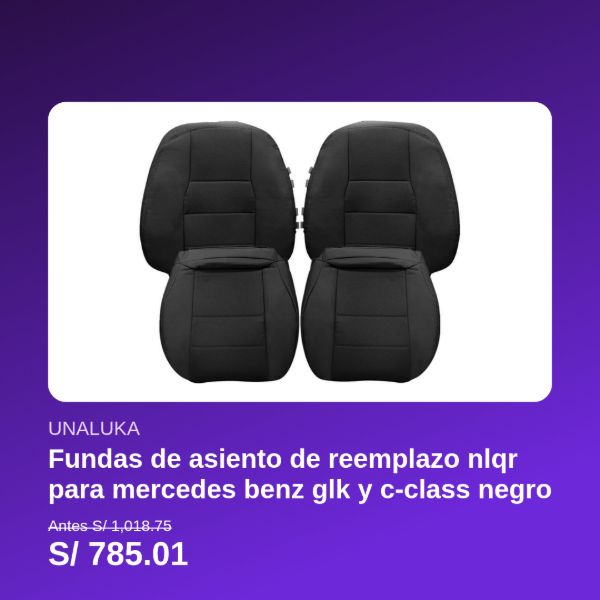 UNALUKA
Fundas de asiento de reemplazo nlqr
para mercedes benz glk y c-class negro
Antes S/ 1,018.75
S/ 785.01